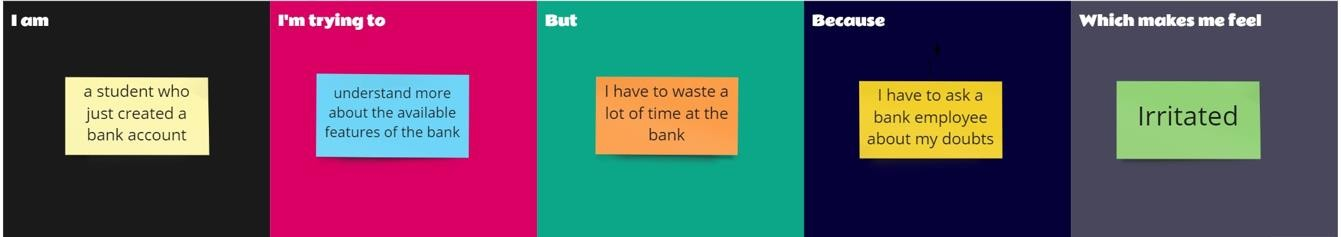 I am
a student who
just created a
bank account
I'm trying to
understand more
about the available
features of the bank
But
I have to waste a
lot of time at the
bank
Because
I have to ask a
bank employee
about my doubts
Which makes me feel
Irritated